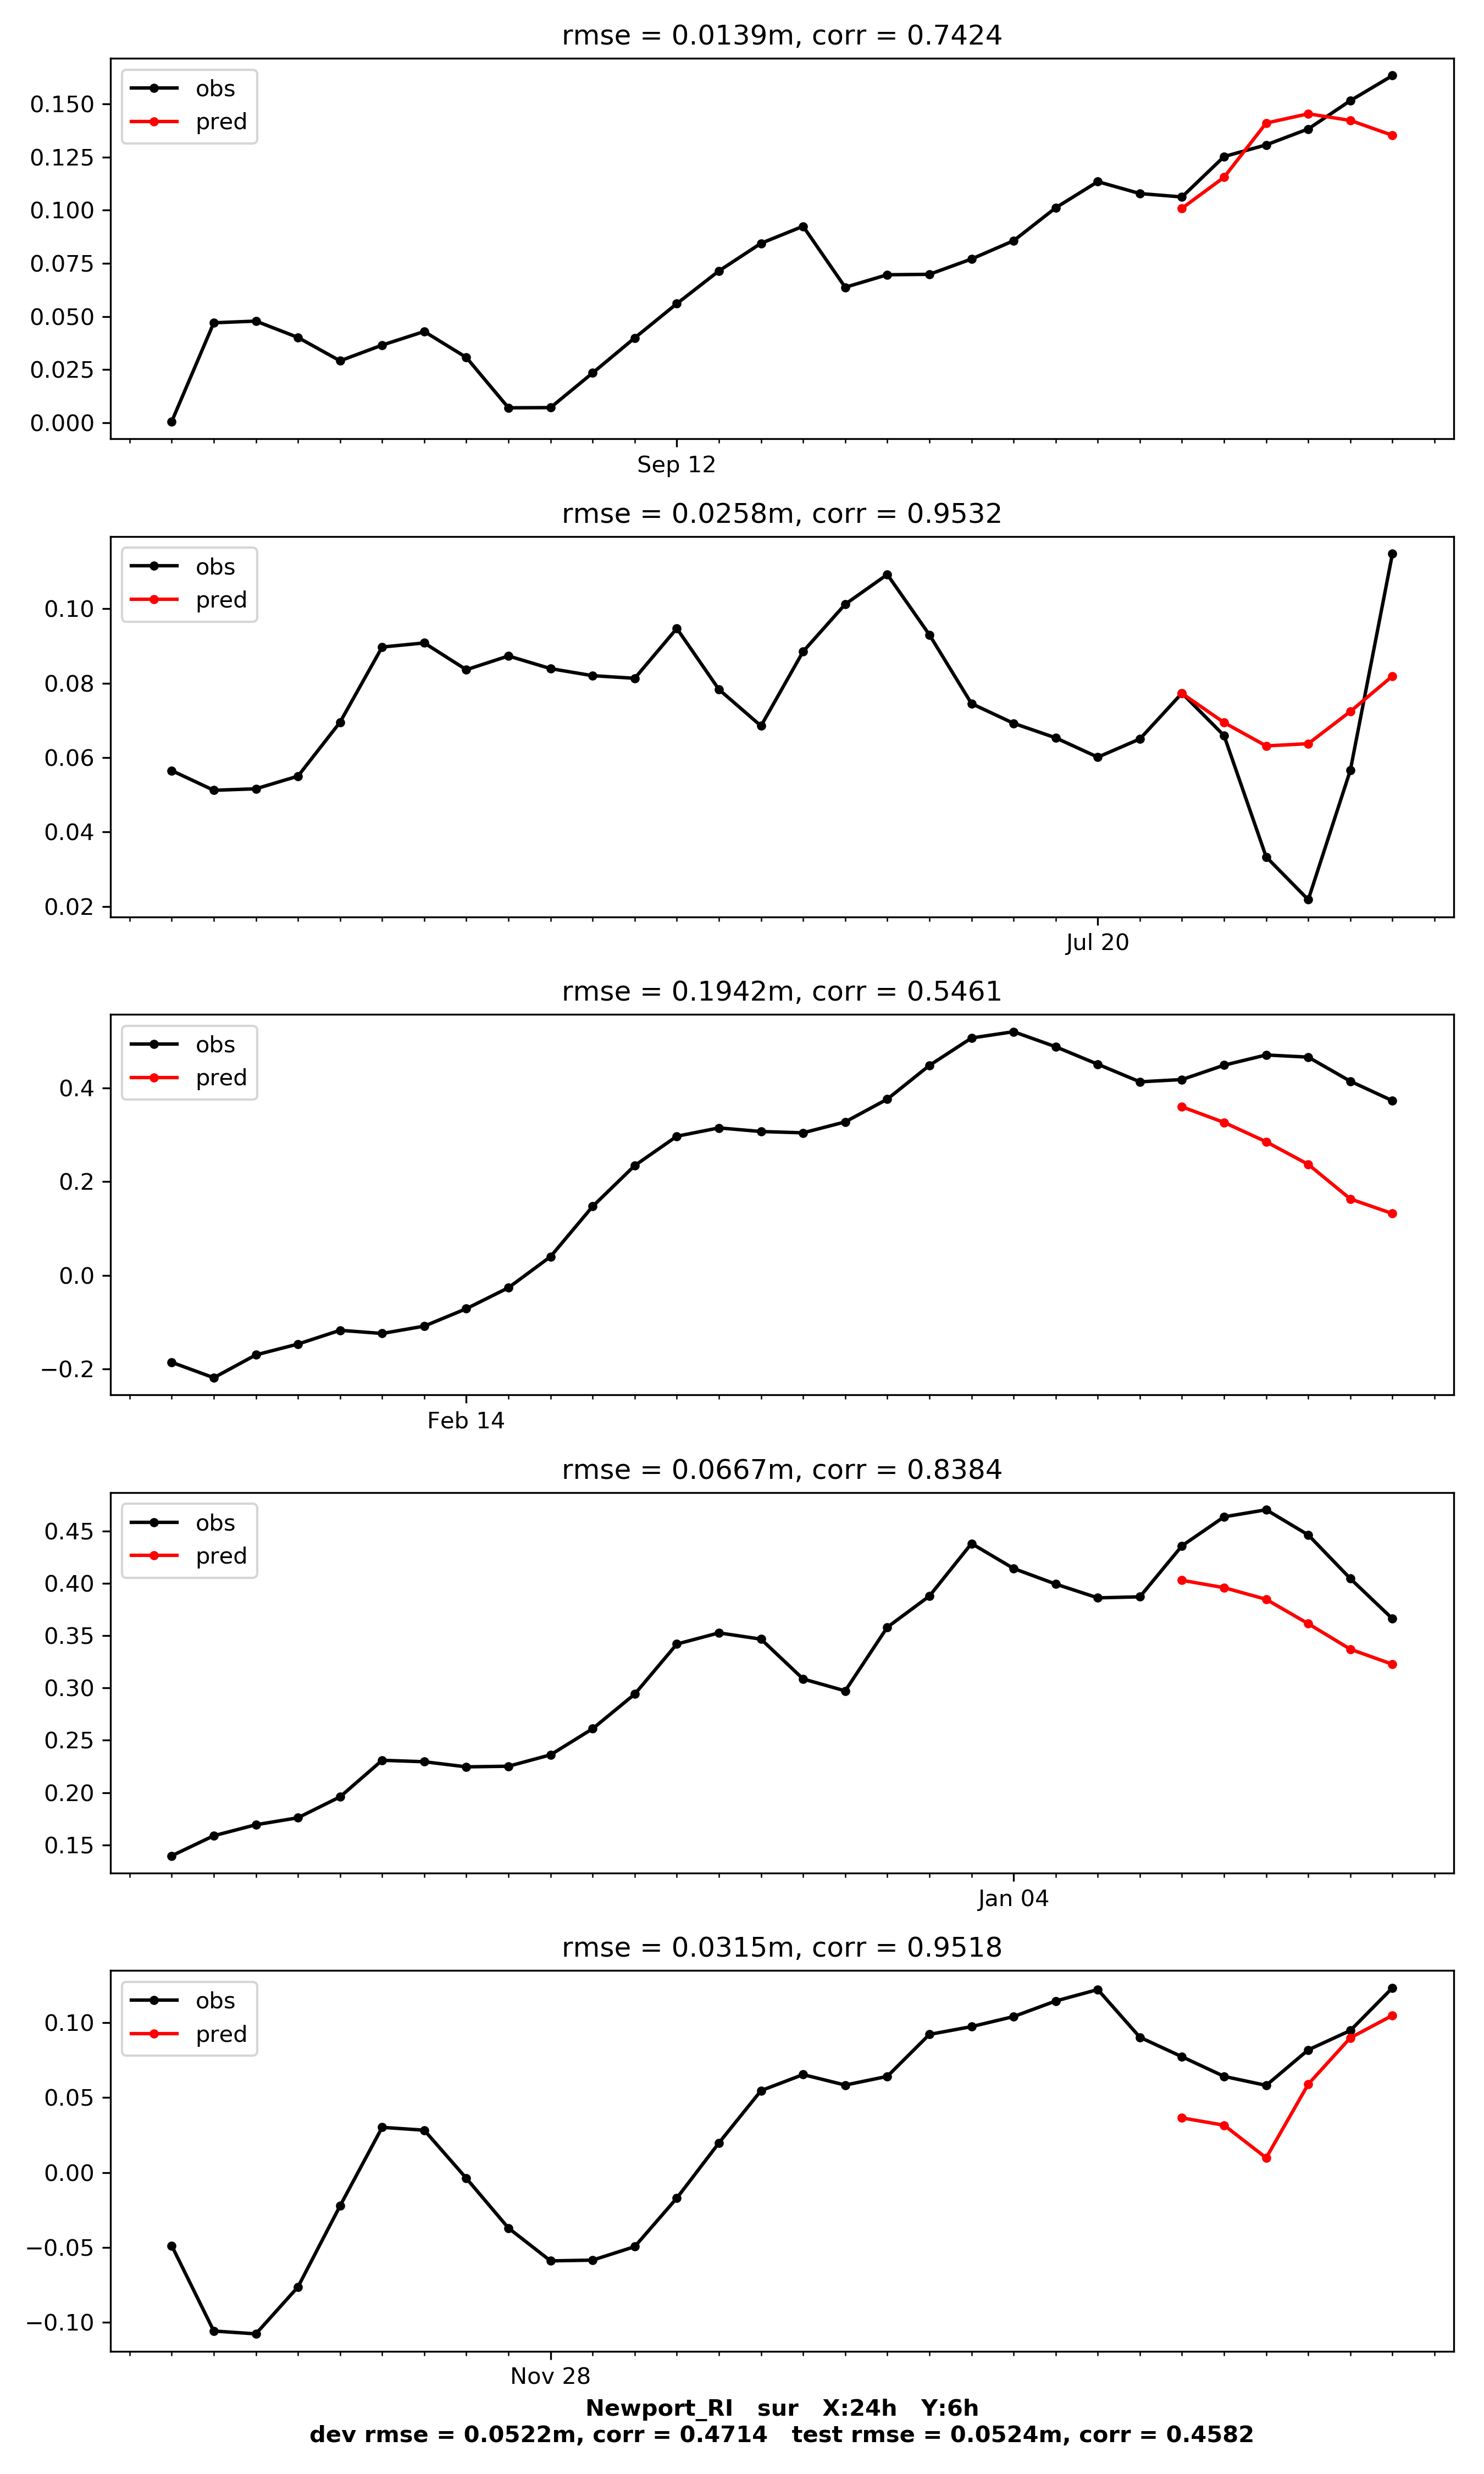 rmse = 0.0139m, corr = 0.7424
obs
pred
0.150
0.125
0.100
0.075
0.050
0.025
0.000
Sep 12
rmse = 0.0258m, corr = 0.9532
obs
pred
0.10
0.08
0.06
0.04
0.02
Jul 20
rmse = 0.1942m, corr = 0.5461
obs
pred
0.4
0.2
0.0
−0.2
Feb 14
rmse = 0.0667m, corr = 0.8384
obs
pred
0.45
0.40
0.35
0.30
0.25
0.20
0.15
Jan 04
rmse = 0.0315m, corr = 0.9518
obs
pred
0.10
0.05
0.00
−0.05
−0.10
Nov 28
Newport_RI sur X:24h Y:6h
dev rmse = 0.0522m, corr = 0.4714 test rmse = 0.0524m, corr = 0.4582